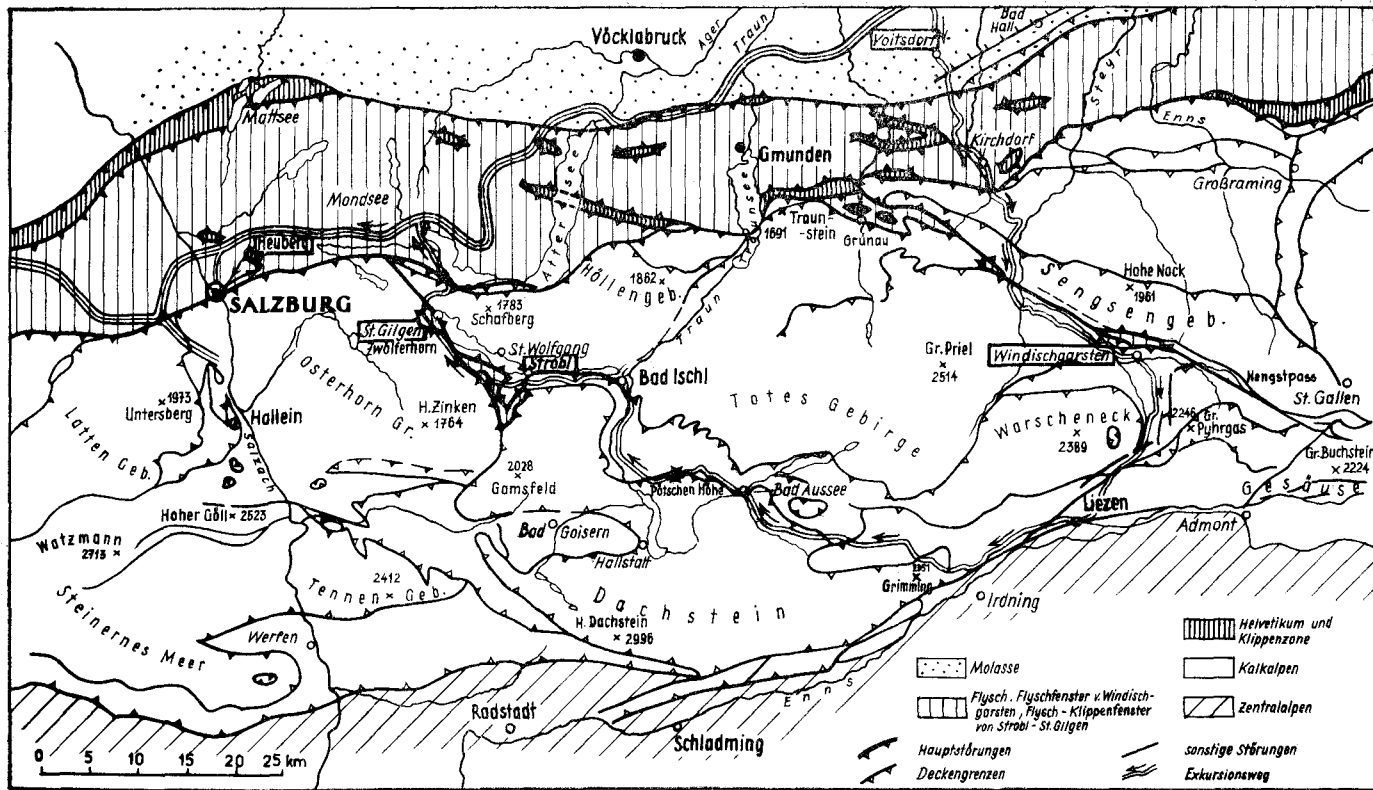 Vöcklabruck
Ager
Traun
Voitsdorf
Bad
Hall
Steyr
Mattsee
Enns
Kirchdorf
Gmunden
Großraming
Mondsee
Attersee
Traunsee
Traun-
-stein
1691
Grünau
Heuberg
SALZBURG
Höllengeb.
1862
Hohe Nock
1961
Sengsengeb.
1783
Schafberg
St. Gilgen
Zwölferhorn
St. Wolfgang
Strobl
Traun
Gr. Priel
2514
Windischgarsten
Hengstpass
St. Gallen
1973
Untersberg
Osterhorn
Gr.
Bad Ischl
Totes Gebirge
Latten Geb.
Hallein
Salzach
H. Zinken
1764
Warscheneck
2389
2246
Gr.
Pyhrgas
Gr. Buchstein
2224
Gesäuse
2028
Gamsfeld
Pötschen Höhe
Bad Aussee
Liezen
Admont
Hoher Göll 2523
Bad
Goisern
Watzmann
2713
Hallstatt
2351
Grimming
Irdning
Steinernes Meer
2412
Tennen Geb.
Dachstein
H. Dachstein
2996
Werfen
Enns
Radstadt
Schladming
Helvetikum und
Klippenzone
Molasse
Kalkalpen
Flysch. Flyschfenster v. Windisch-
garsten, Flysch - Klippenfenster
von Strobl - St. Gilgen
Zentralalpen
Hauptstörungen
sonstige Störungen
Deckengrenzen
Exkursionsweg
0 5 10 15 20 25 km